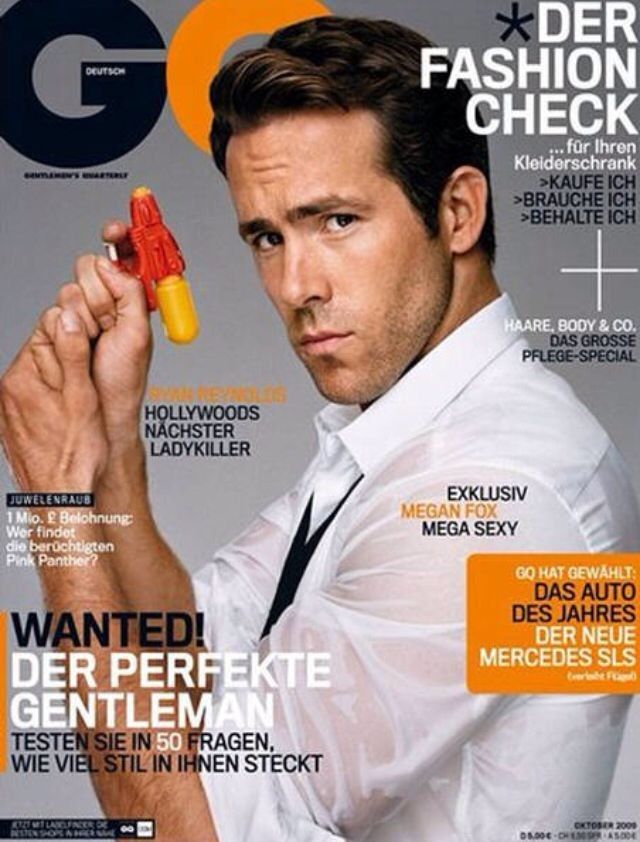 GQ
DEUTSCH
GENTLEMEN'S QUARTERLY
*DER
FASHION
CHECK
...für Ihren
Kleiderschrank
>KAUFE ICH
>BRAUCHE ICH
>BEHALTE ICH
HAARE, BODY & CO.
DAS GROSSE
PFLEGE-SPECIAL
RYAN REYNOLDS
HOLLYWOODS
NÄCHSTER
LADYKILLER
JUWELENRAUB
1 Mio. £ Belohnung:
Wer findet
die berüchtigten
Pink Panther?
EXKLUSIV
MEGAN FOX
MEGA SEXY
GQ HAT GEWÄHLT:
DAS AUTO
DES JAHRES
DER NEUE
MERCEDES SLS
(verleiht Flügel)
WANTED!
DER PERFEKTE
GENTLEMAN
TESTEN SIE IN 50 FRAGEN,
WIE VIEL STIL IN IHNEN STECKT
JETZT MIT LABELFINDER: DIE
BESTEN SHOPS IN IHRER NÄHE
GQ
OKTOBER 2009
D 5,00 €